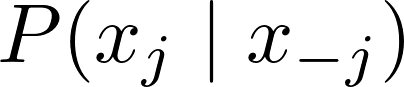 P(x_j | x_{-j})